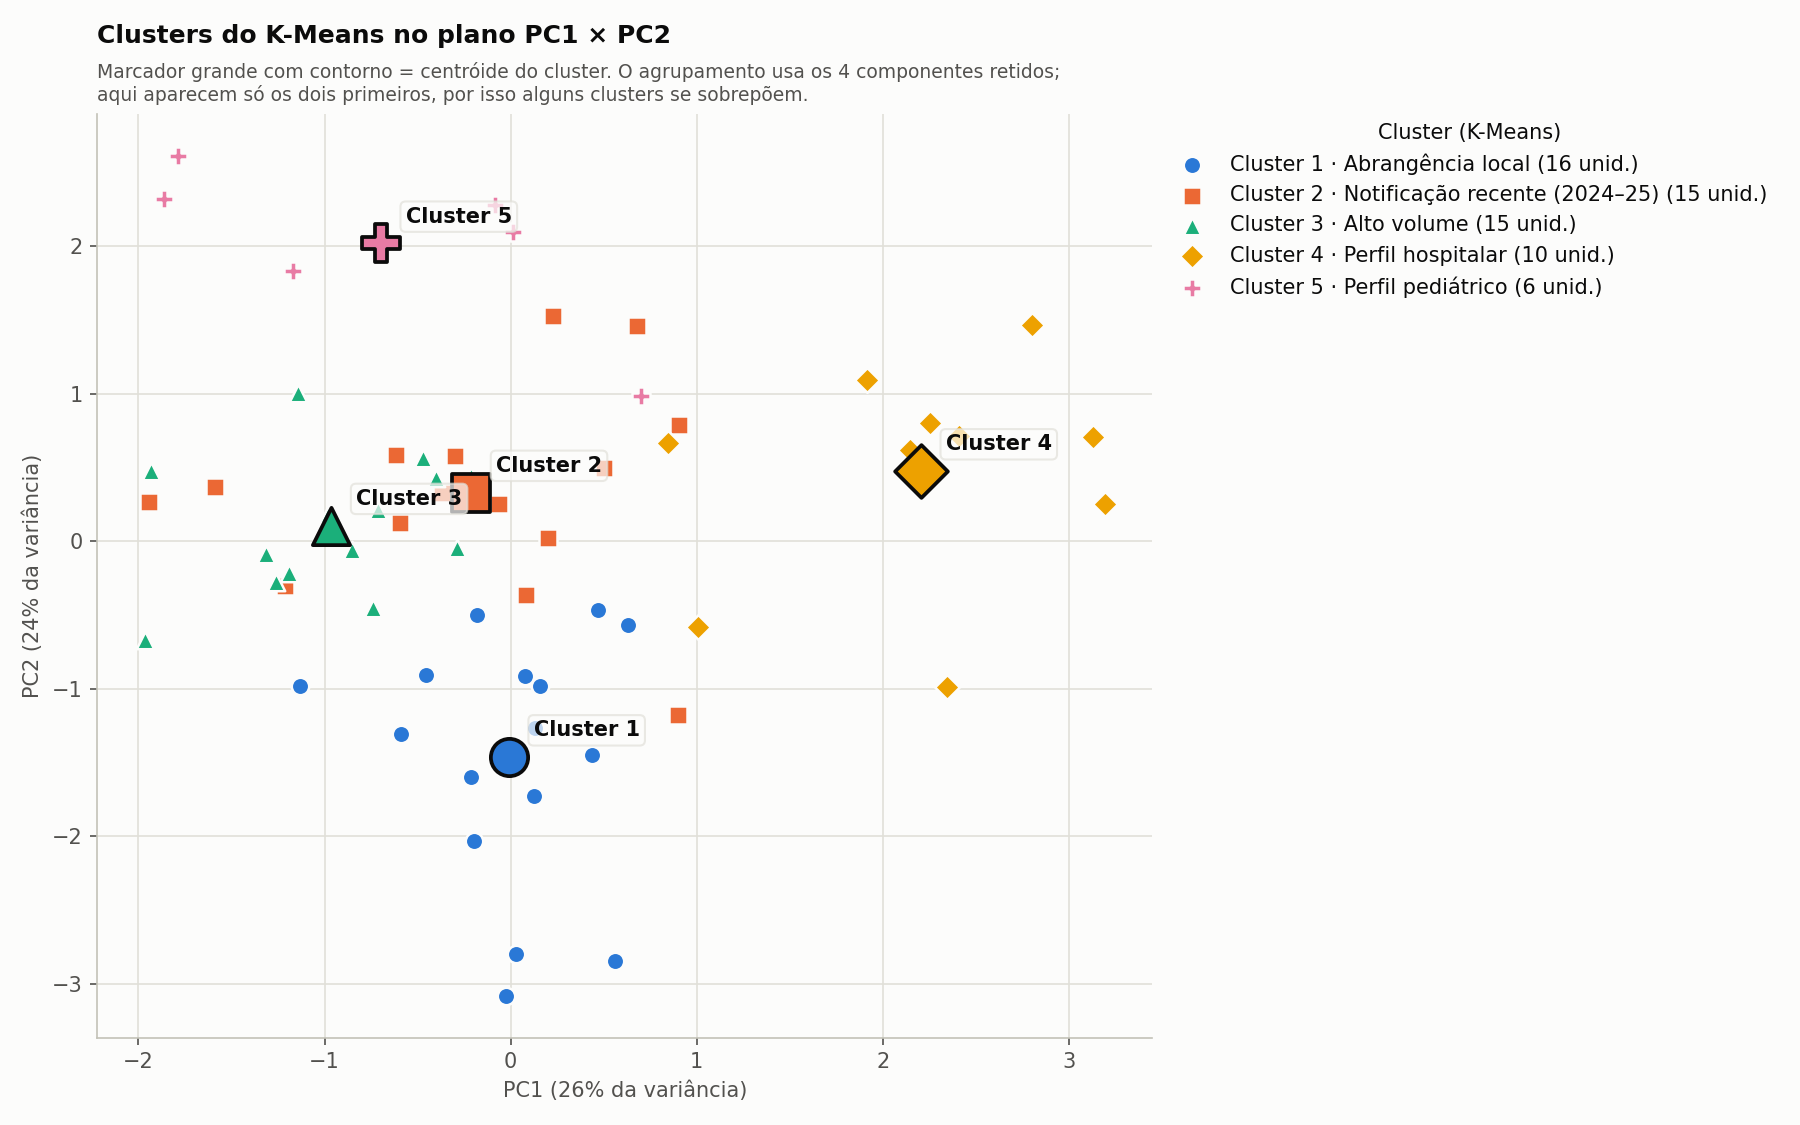 Clusters do K-Means no plano PC1 × PC2
Marcador grande com contorno = centróide do cluster. O agrupamento usa os 4 componentes retidos;
aqui aparecem só os dois primeiros, por isso alguns clusters se sobrepõem.
Cluster (K-Means)
Cluster 1 · Abrangência local (16 unid.)
Cluster 2 · Notificação recente (2024–25) (15 unid.)
Cluster 3 · Alto volume (15 unid.)
Cluster 4 · Perfil hospitalar (10 unid.)
Cluster 5 · Perfil pediátrico (6 unid.)
Cluster 5
Cluster 4
Cluster 2
Cluster 3
Cluster 1
PC2 (24% da variância)
2
1
0
−1
−2
−3
−2
−1
0
1
2
3
PC1 (26% da variância)